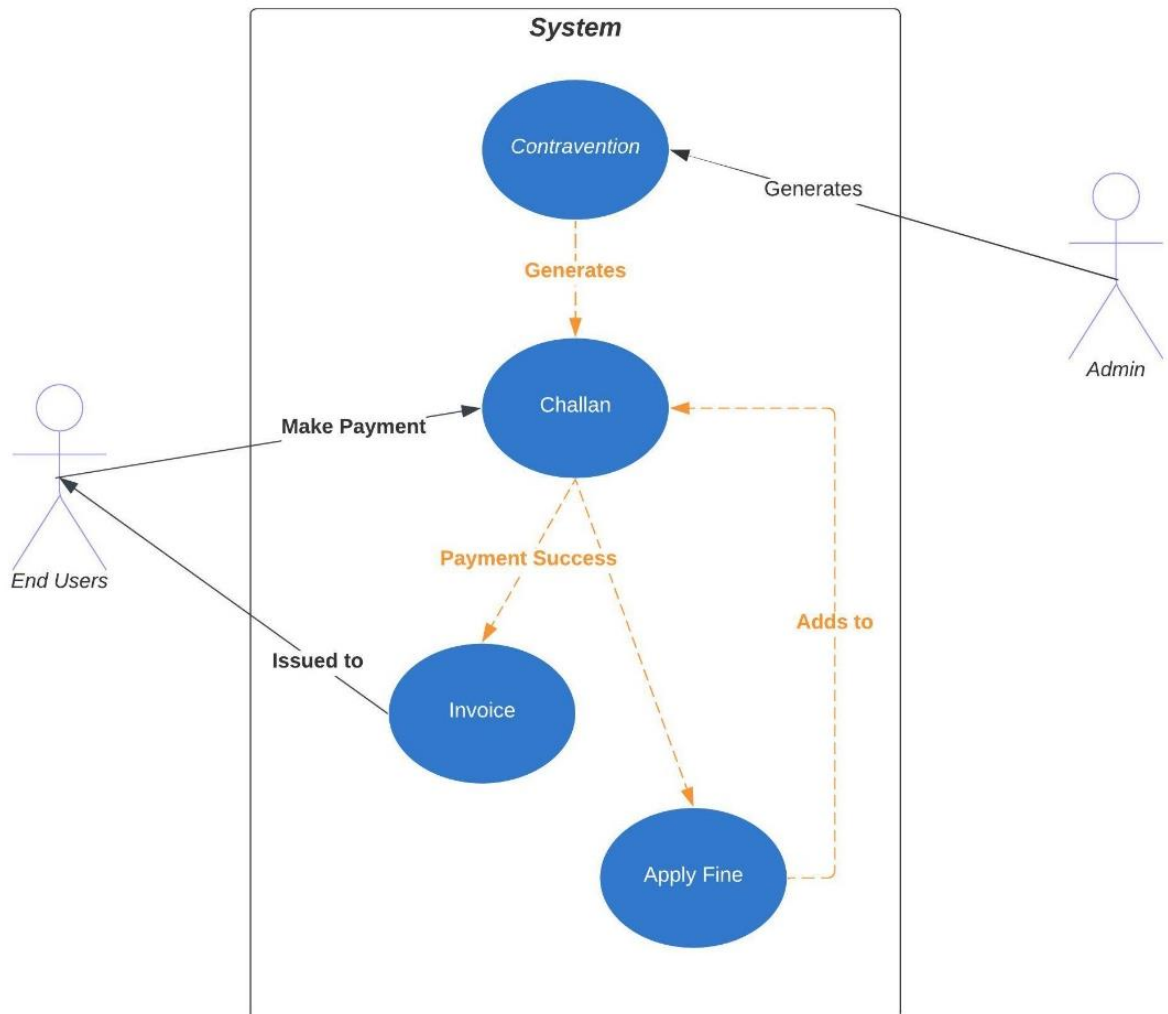 System
Contravention
Generates
Generates
Admin
Challan
Make Payment
End Users
Payment Success
Adds to
Issued to
Invoice
Apply Fine